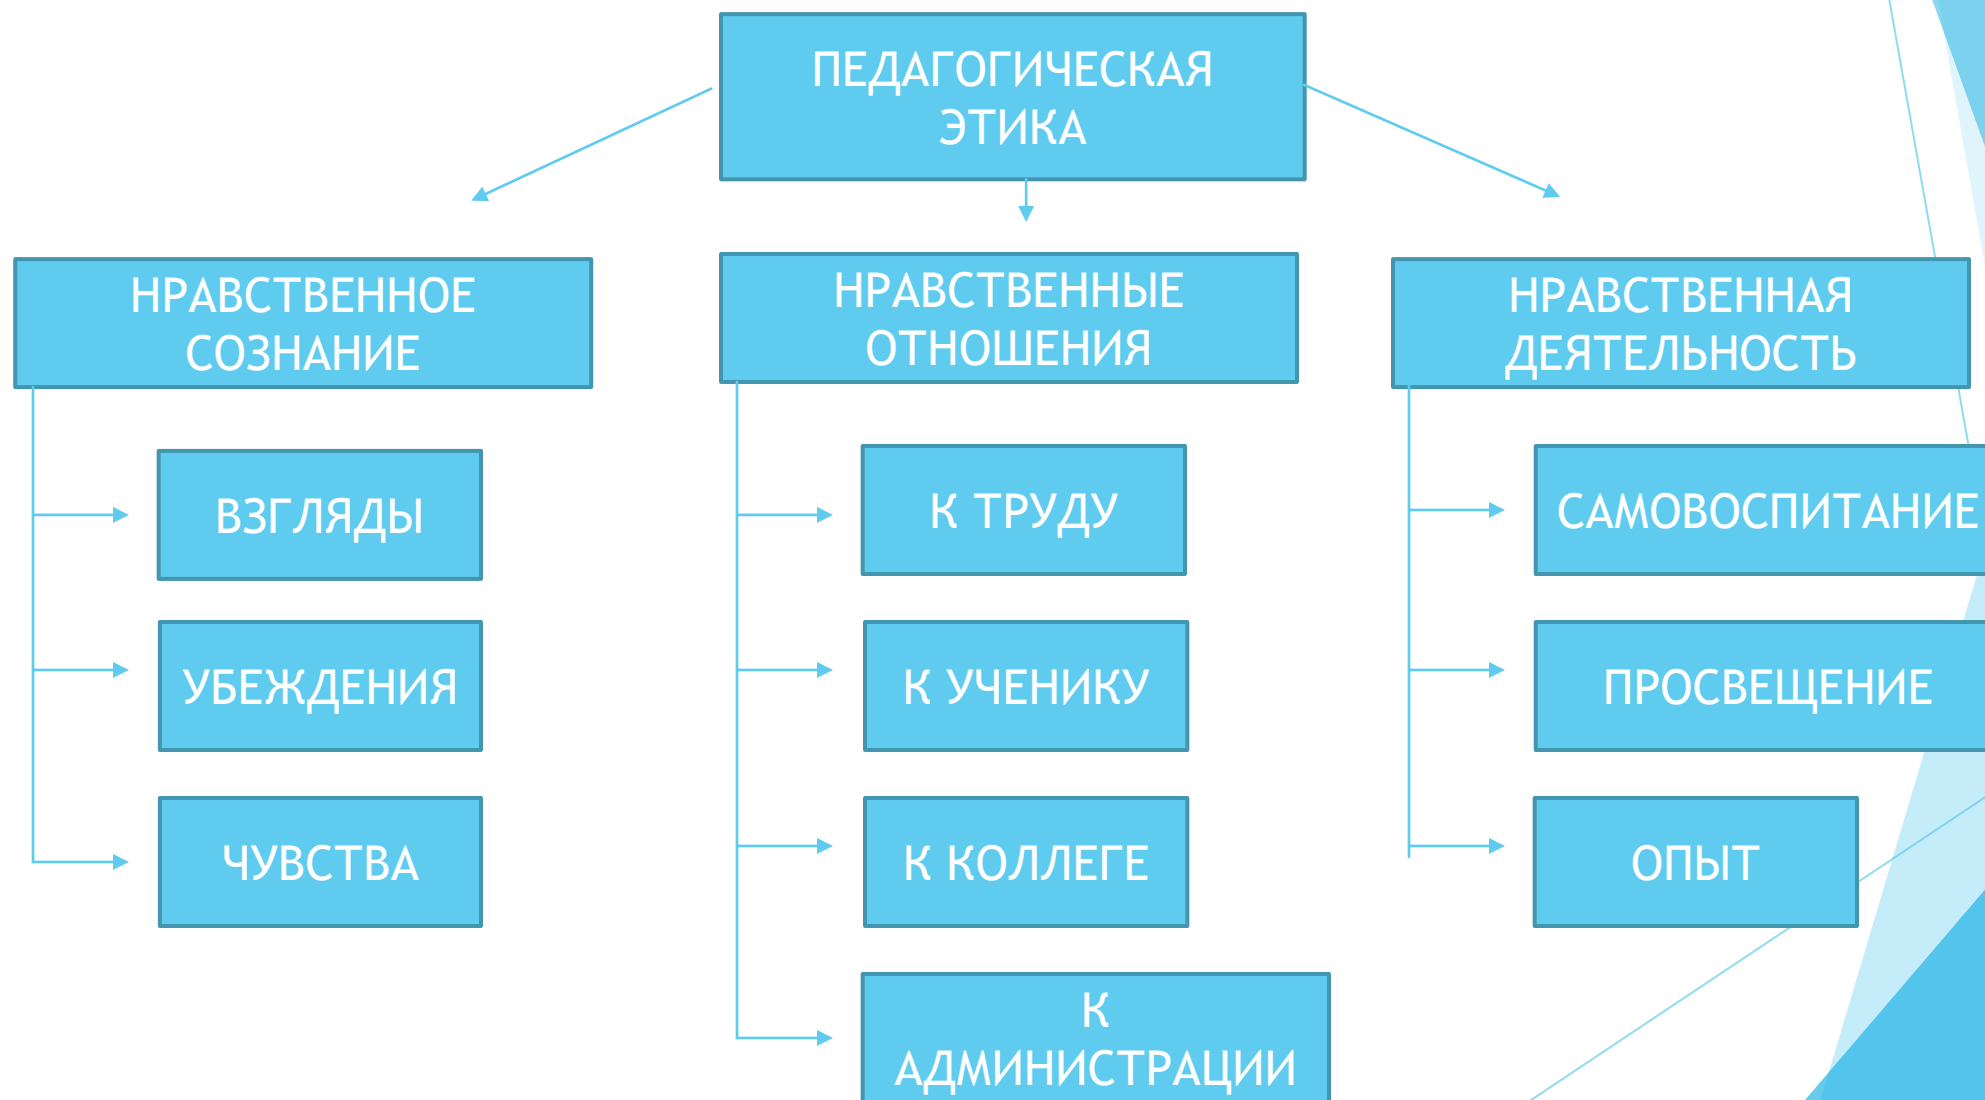 ПЕДАГОГИЧЕСКАЯ
ЭТИКА
НРАВСТВЕННОЕ
СОЗНАНИЕ
ВЗГЛЯДЫ
УБЕЖДЕНИЯ
ЧУВСТВА
НРАВСТВЕННЫЕ
ОТНОШЕНИЯ
К ТРУДУ
К УЧЕНИКУ
К КОЛЛЕГЕ
К
АДМИНИСТРАЦИИ
НРАВСТВЕННАЯ
ДЕЯТЕЛЬНОСТЬ
САМОВОСПИТАНИЕ
ПРОСВЕЩЕНИЕ
ОПЫТ